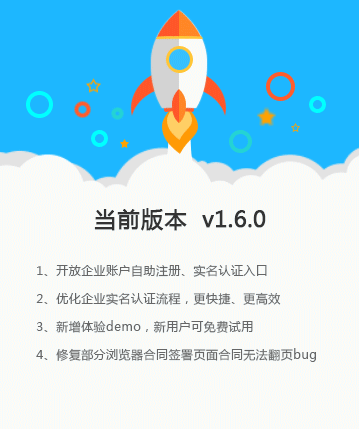 当前版本 v1.6.0
1、开放企业账户自助注册、实名认证入口
2、优化企业实名认证流程，更快捷、更高效
3、新增体验demo，新用户可免费试用
4、修复部分浏览器合同签署页面合同无法翻页bug